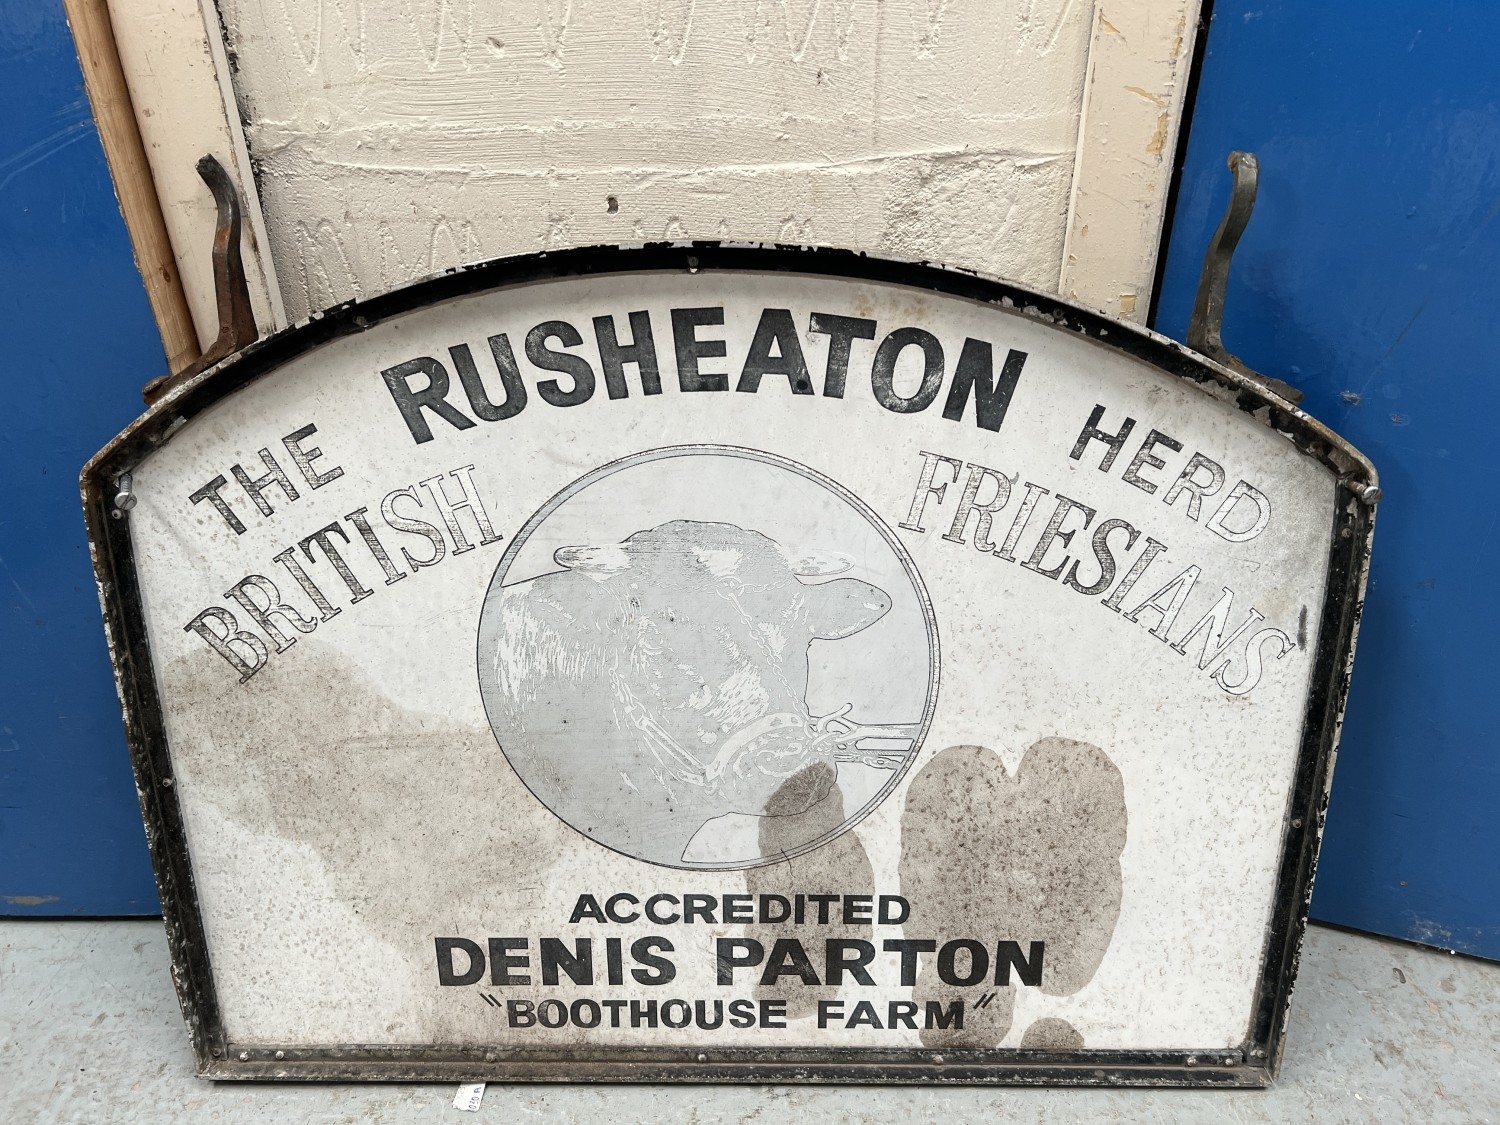 THE RUSHEATON HERD
BRITISH FRIESIANS
ACCREDITED
DENIS PARTON
"BOOTHOUSE FARM"